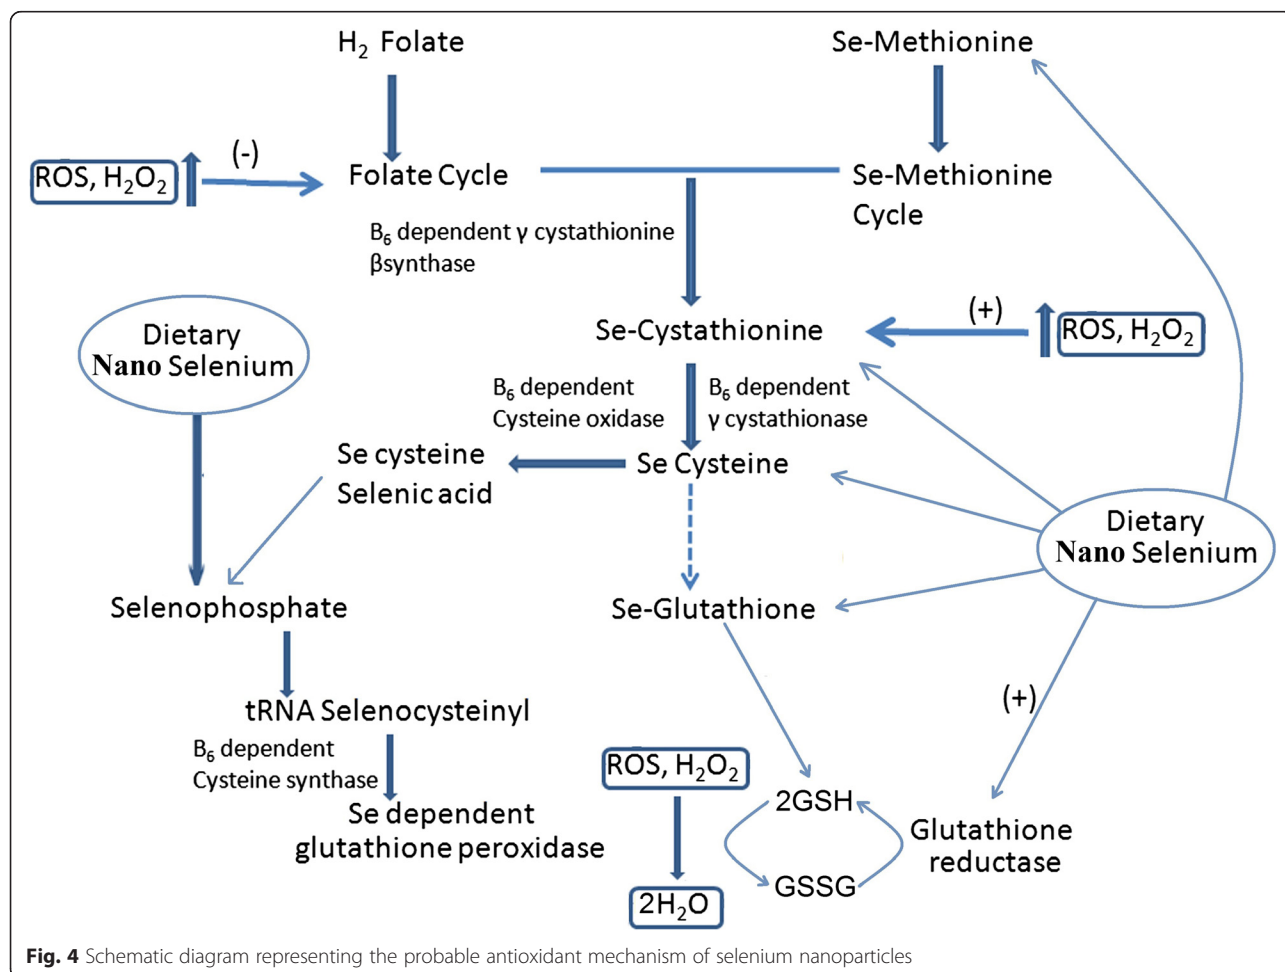 H₂ Folate
Se-Methionine
ROS, H₂O₂
(-)
Folate Cycle
Se-Methionine
Cycle
B₆ dependent γ cystathionine
βsynthase
Dietary
Nano Selenium
Se-Cystathionine
(+)
ROS, H₂O₂
B₆ dependent
Cysteine oxidase
B₆ dependent
γ cystathionase
Se cysteine
Selenic acid
Se Cysteine
Dietary
Nano Selenium
Selenophosphate
Se-Glutathione
(+)
tRNA Selenocysteinyl
B₆ dependent
Cysteine synthase
Se dependent
glutathione peroxidase
ROS, H₂O₂
2H₂O
2GSH
GSSG
Glutathione
reductase
Fig. 4 Schematic diagram representing the probable antioxidant mechanism of selenium nanoparticles